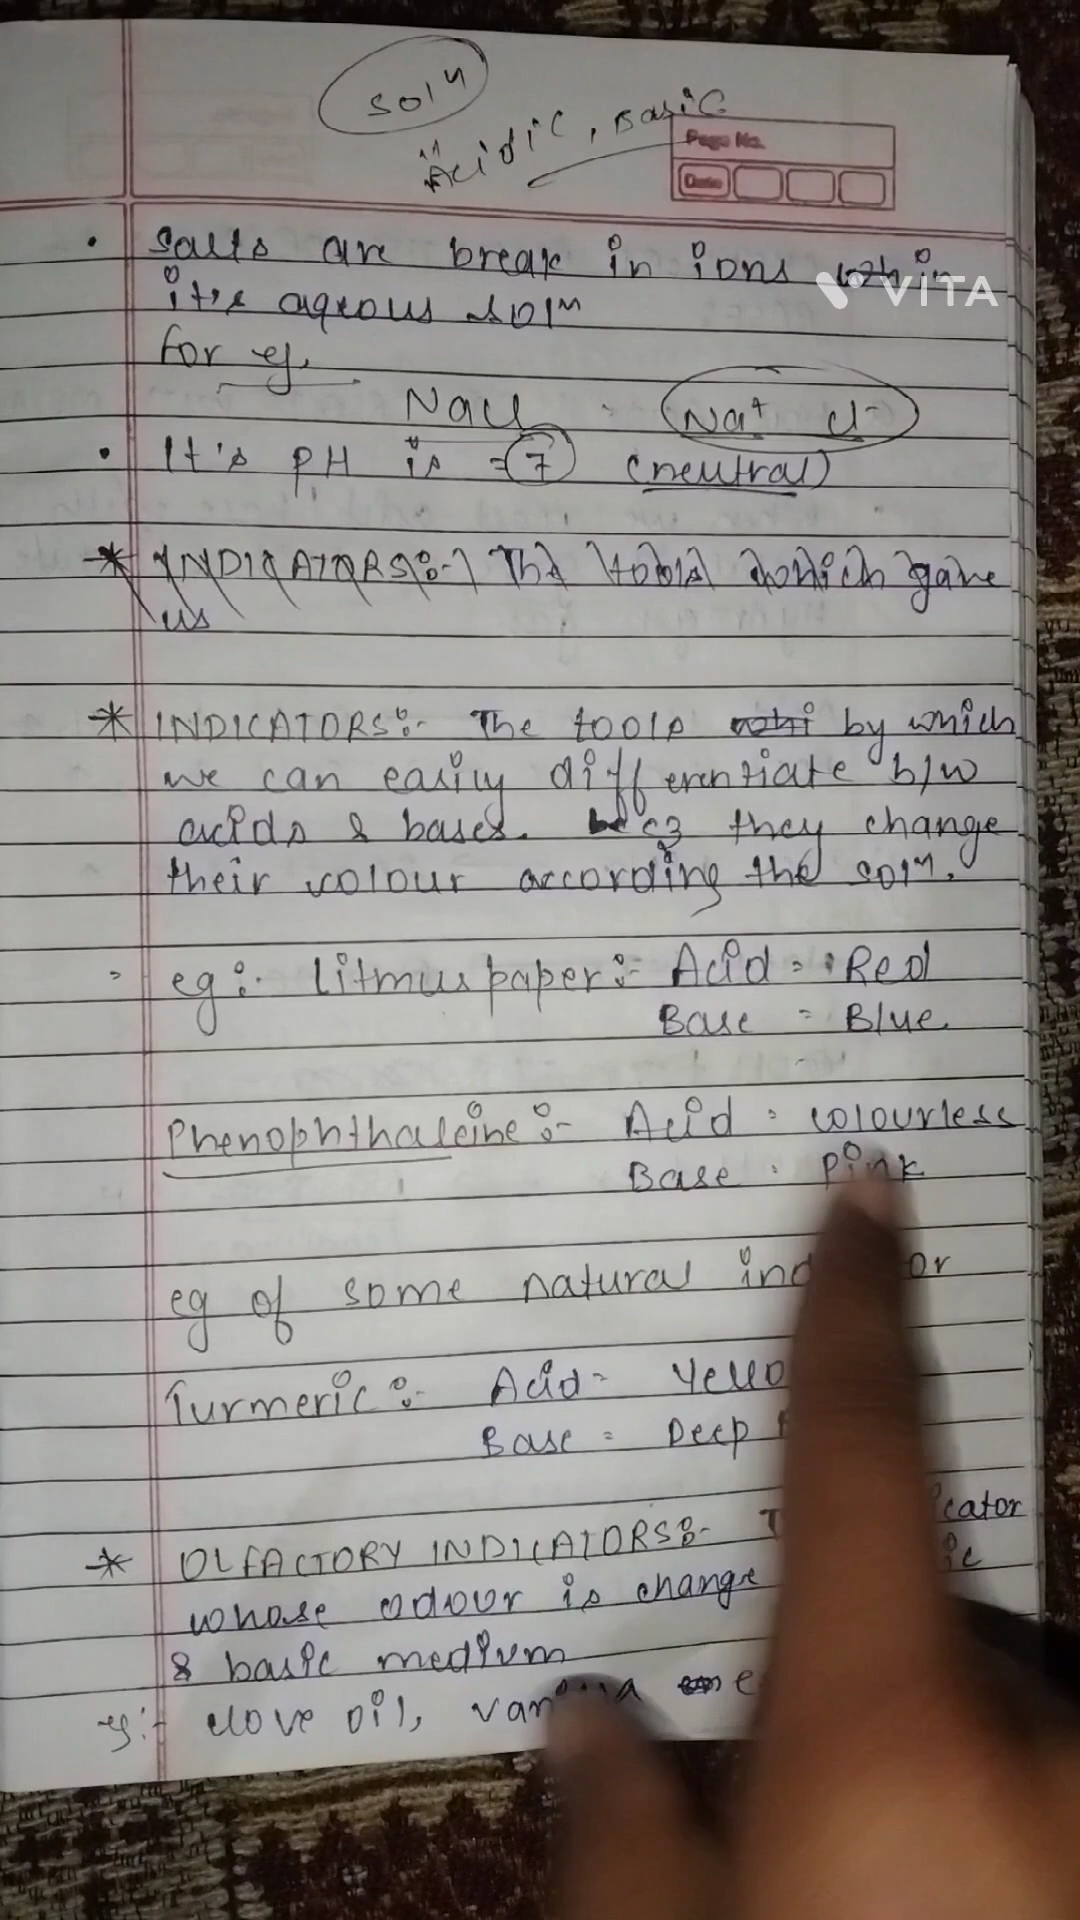 soln
Acidic, Basic
Page No.
Date
• Salts are break in ions in
VITA
it's aqeous soln
for eg.
NaCl Na+ Cl-
• It's PH is = 7 (neutral)
* INDICATORS:- The tools which gave
us
* INDICATORS:- The tools whi by which
we can easily differentiate b/w
acids & bases. bcz they change
their colour according the soln.
eg:- litmus paper:- Acid = Red
Base = Blue
Phenophthaleine:- Acid = colourless
Base = Pink
eg of some natural
Turmeric:- Acid =
Base = Deep
* OLFACTORY INDICATORS:-
whose odour is change
& basic medium
eg:- clove oil,